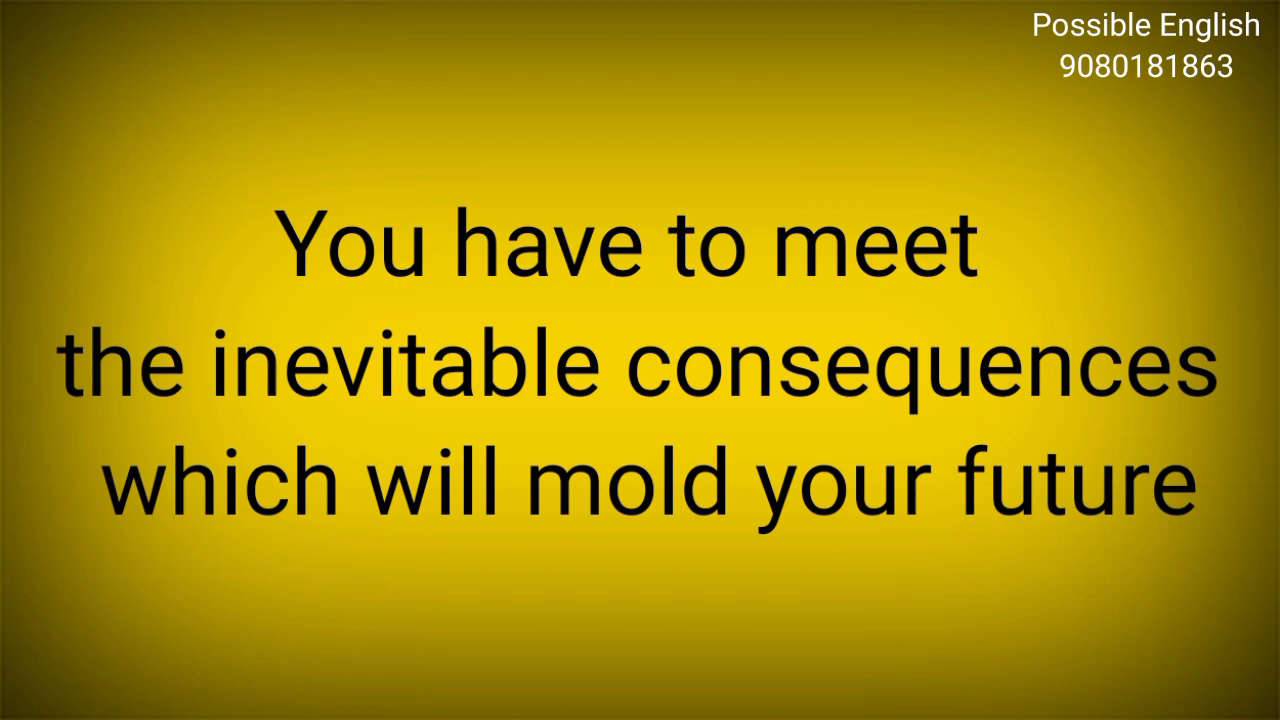 Possible English
9080181863
You have to meet
the inevitable consequences
which will mold your future